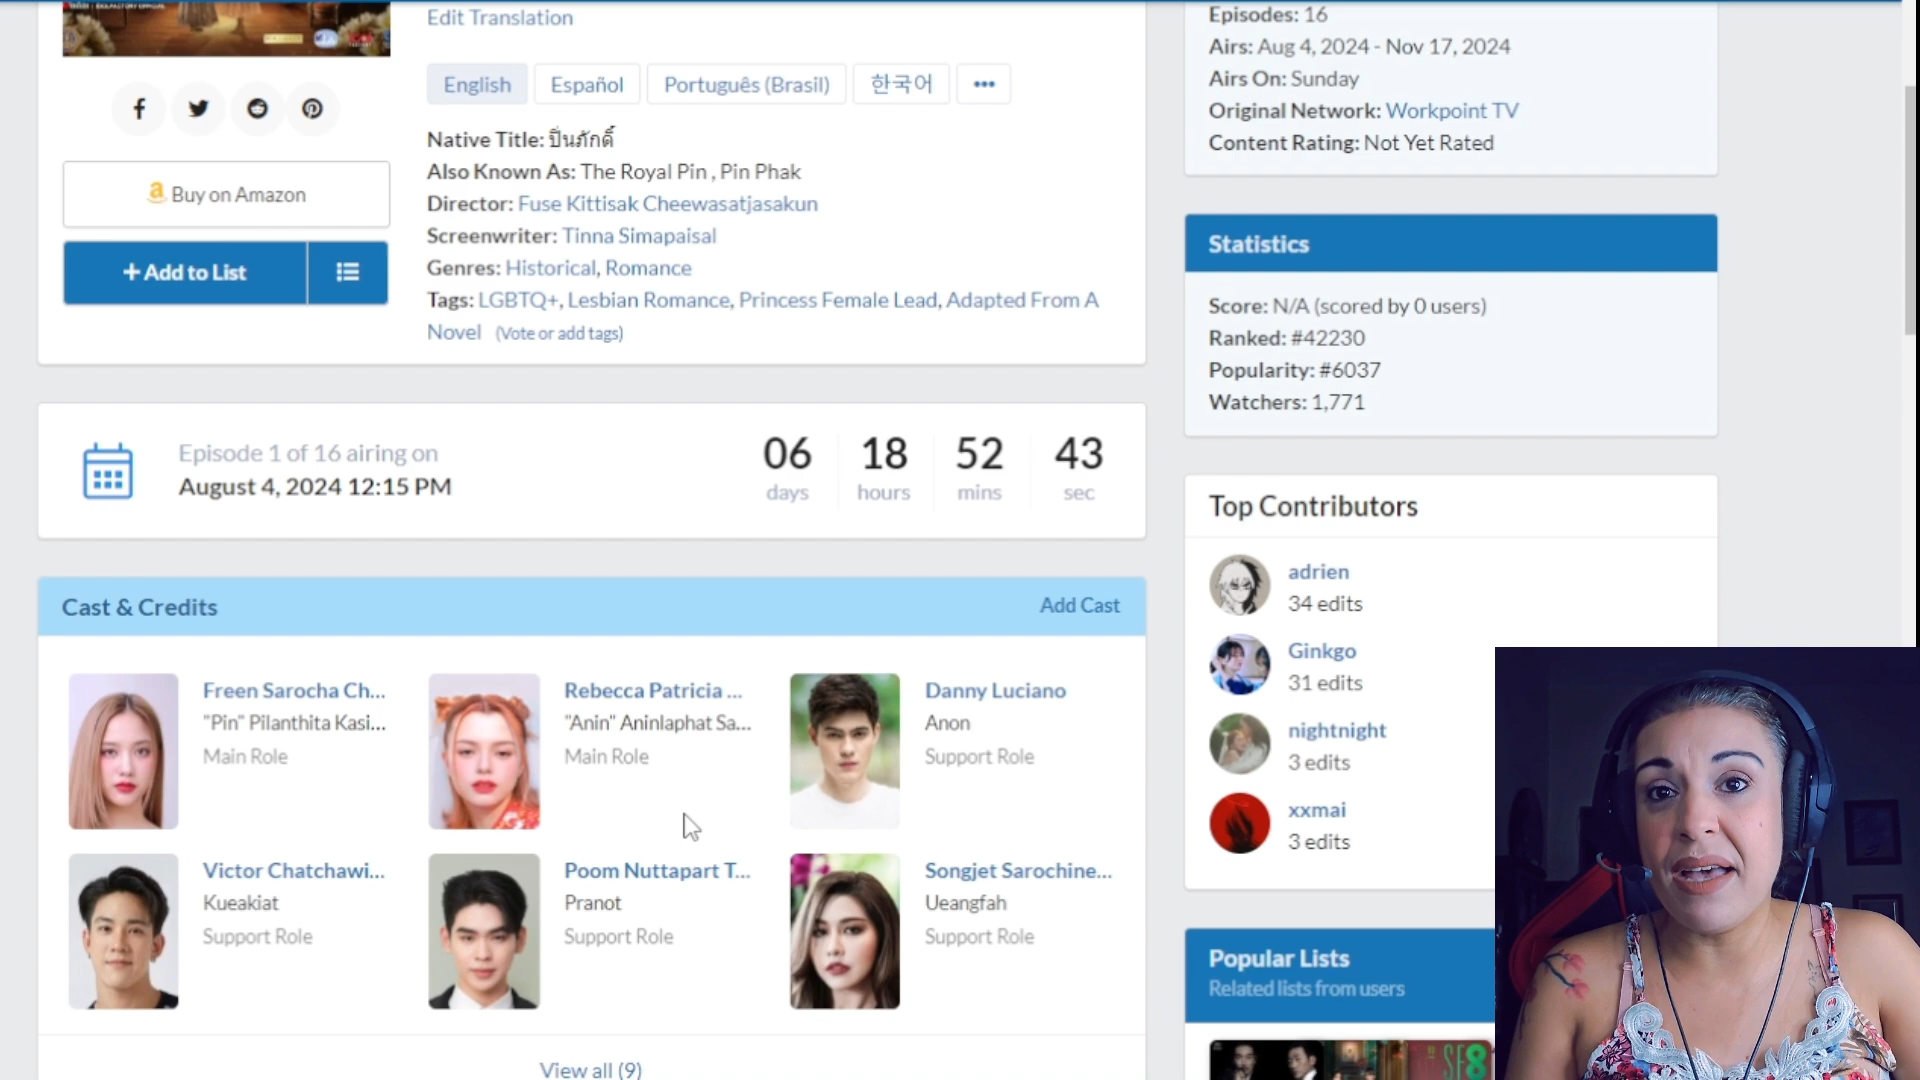 Edit Translation
English
Español
Português (Brasil)
한국어
•••
Native Title: ปิ่นภักดิ์
Also Known As: The Royal Pin , Pin Phak
Director: Fuse Kittisak Cheewasatjasakun
Screenwriter: Tinna Simapaisal
Genres: Historical, Romance
Tags: LGBTQ+, Lesbian Romance, Princess Female Lead, Adapted From A
Novel (Vote or add tags)
Buy on Amazon
+ Add to List
Episode 1 of 16 airing on
August 4, 2024 12:15 PM
06 18 52 43
days hours mins sec
Cast & Credits
Add Cast
Freen Sarocha Ch...
"Pin" Pilanthita Kasi...
Main Role
Rebecca Patricia ...
"Anin" Aninlaphat Sa...
Main Role
Danny Luciano
Anon
Support Role
Victor Chatchawi...
Kueakiat
Support Role
Poom Nuttapart T...
Pranot
Support Role
Songjet Sarochine...
Ueangfah
Support Role
View all (9)
Episodes: 16
Airs: Aug 4, 2024 - Nov 17, 2024
Airs On: Sunday
Original Network: Workpoint TV
Content Rating: Not Yet Rated
Statistics
Score: N/A (scored by 0 users)
Ranked: #42230
Popularity: #6037
Watchers: 1,771
Top Contributors
adrien
34 edits
Ginkgo
31 edits
nightnight
3 edits
xxmai
3 edits
Popular Lists
Related lists from users
SF8